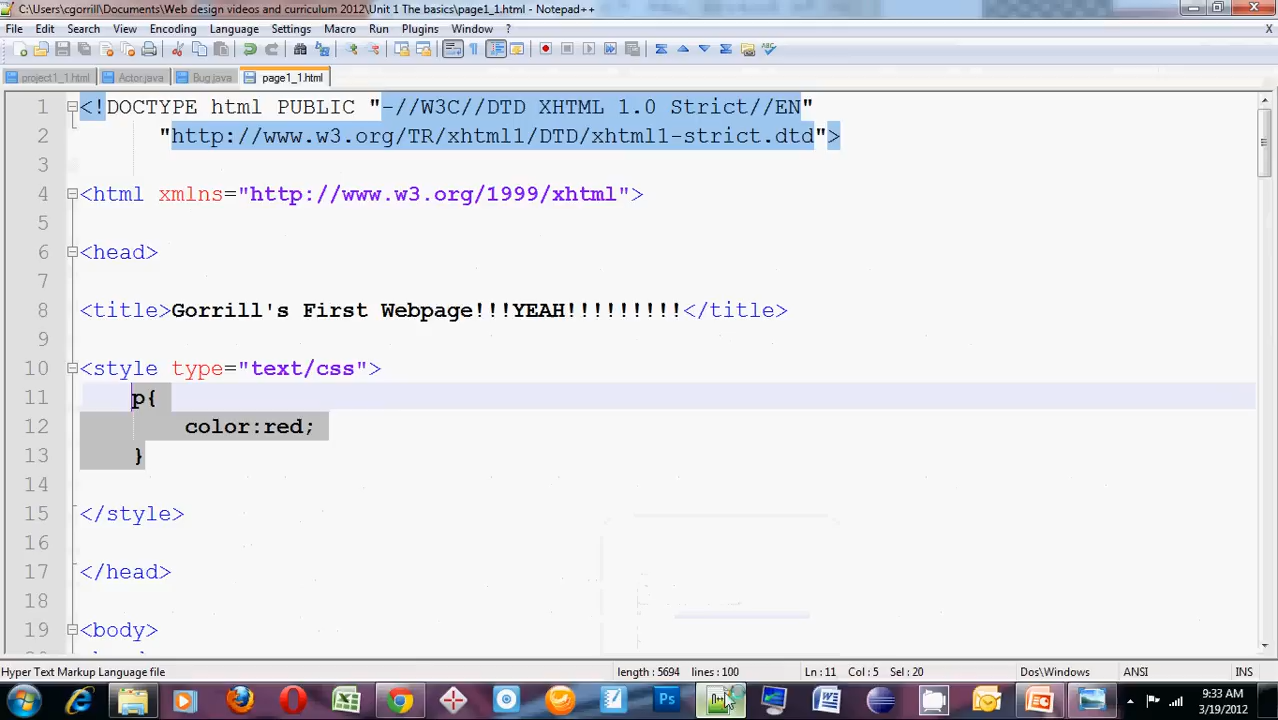 C:\Users\cgorrill\Documents\Web design videos and curriculum 2012\Unit 1 The basics\page1_1.html - Notepad++
File Edit Search View Encoding Language Settings Macro Run Plugins Window ? X
project1_1.html Actor.java Bug.java page1_1.html
1 <!DOCTYPE html PUBLIC "-//W3C//DTD XHTML 1.0 Strict//EN"
2 "http://www.w3.org/TR/xhtml1/DTD/xhtml1-strict.dtd">
3
4 <html xmlns="http://www.w3.org/1999/xhtml">
5
6 <head>
7
8 <title>Gorrill's First Webpage!!!YEAH!!!!!!!!!</title>
9
10 <style type="text/css">
11 p{
12 color:red;
13 }
14
15 </style>
16
17 </head>
18
19 <body>
Hyper Text Markup Language file length : 5694 lines : 100 Ln : 11 Col : 5 Sel : 20 Dos\Windows ANSI INS
Ps
9:33 AM
3/19/2012